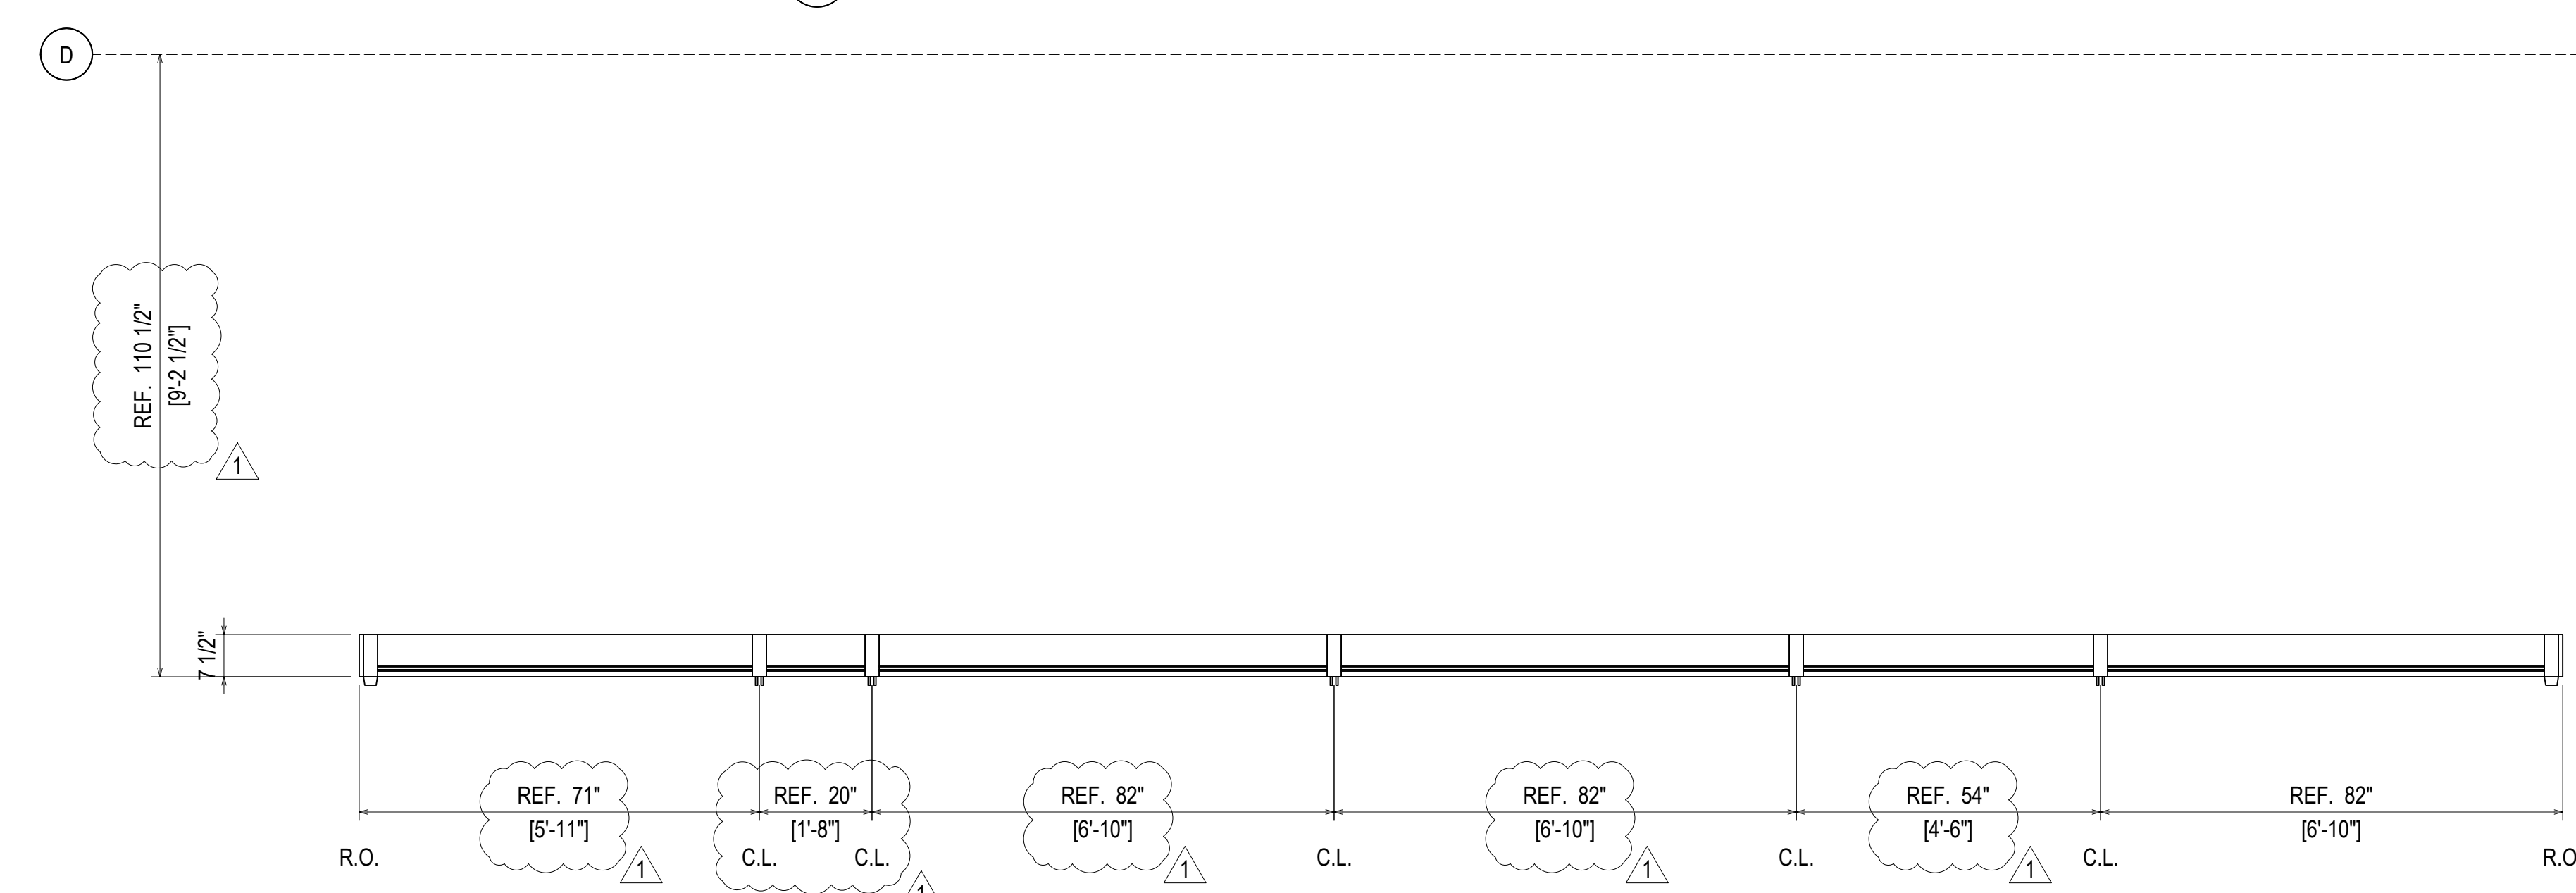 D
REF. 110 1/2"
[9'-2 1/2"]
1
7 1/2"
REF. 71"
[5'-11"]
REF. 20"
[1'-8"]
REF. 82"
[6'-10"]
REF. 82"
[6'-10"]
REF. 54"
[4'-6"]
REF. 82"
[6'-10"]
R.O.
C.L.
C.L.
C.L.
C.L.
C.L.
R.O
1
1
1
1
1